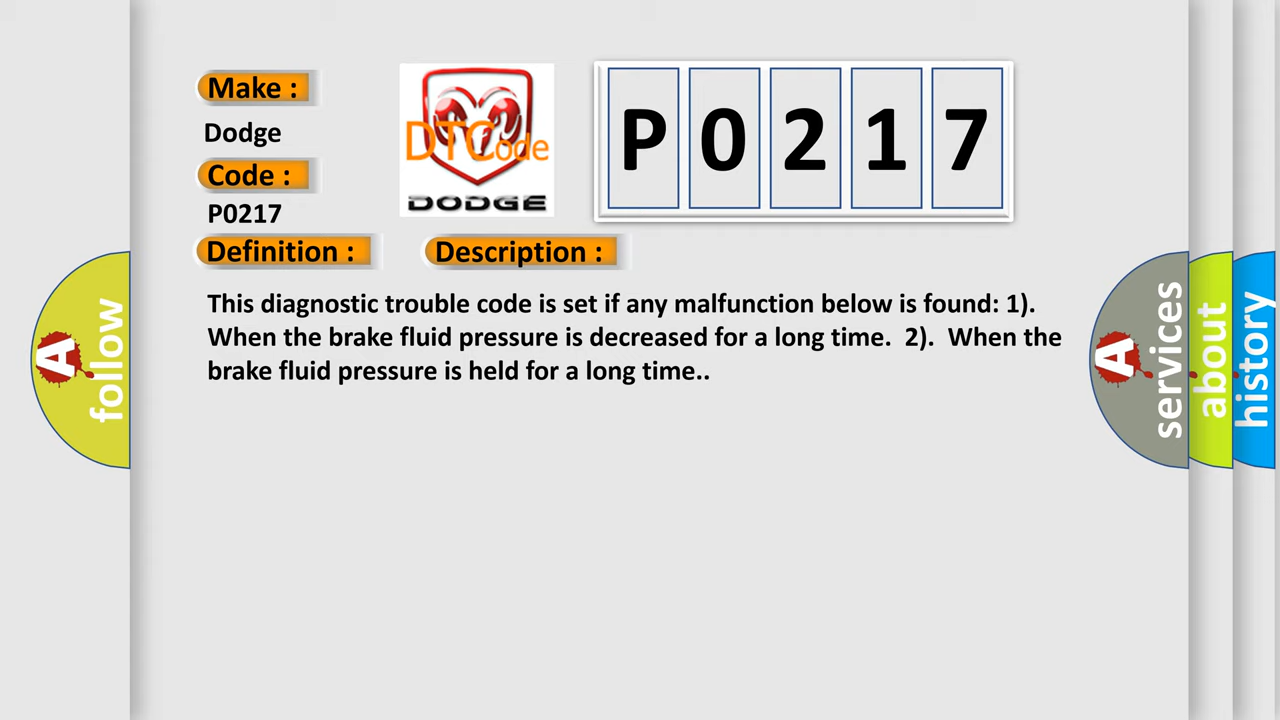 Make :
Dodge
Code :
P0217
Definition :
Description :
This diagnostic trouble code is set if any malfunction below is found: 1).
When the brake fluid pressure is decreased for a long time. 2). When the
brake fluid pressure is held for a long time..
DTCode
DODGE
P 0 2 1 7
A
follow
A
services
about
history